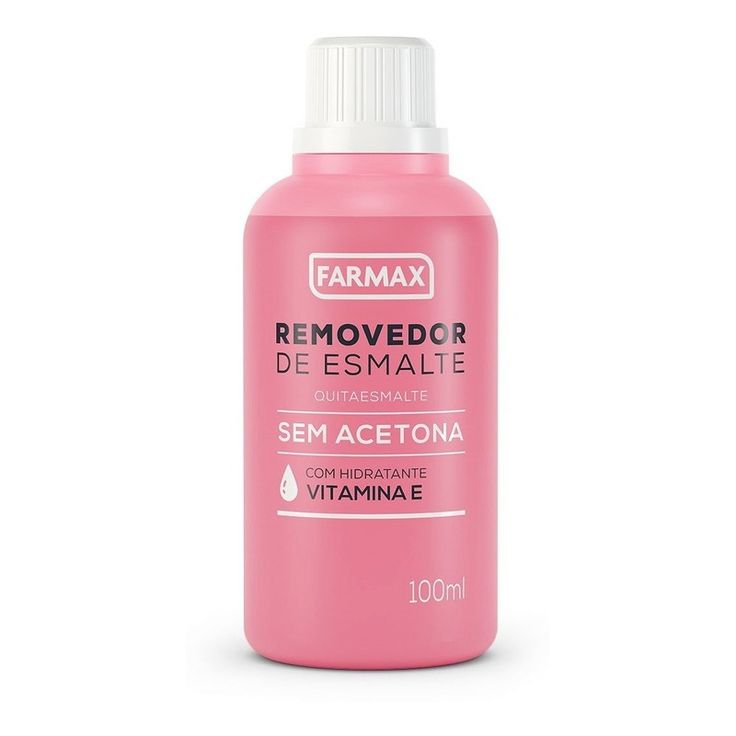 FARMAX
REMOVEDOR
DE ESMALTE
QUITAESMALTE
SEM ACETONA
COM HIDRATANTE
VITAMINA E
100ml